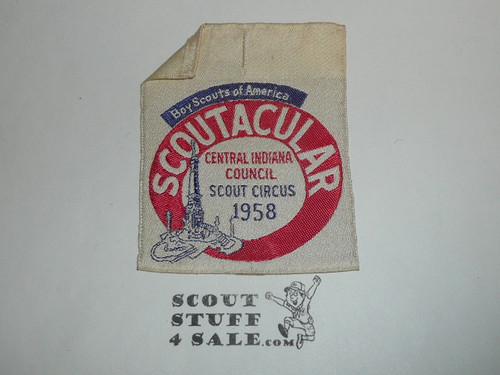 Boy Scouts of America
SCOUTACULAR
CENTRAL INDIANA
COUNCIL
SCOUT CIRCUS
1958
SCOUT
STUFF
4 SALE.com